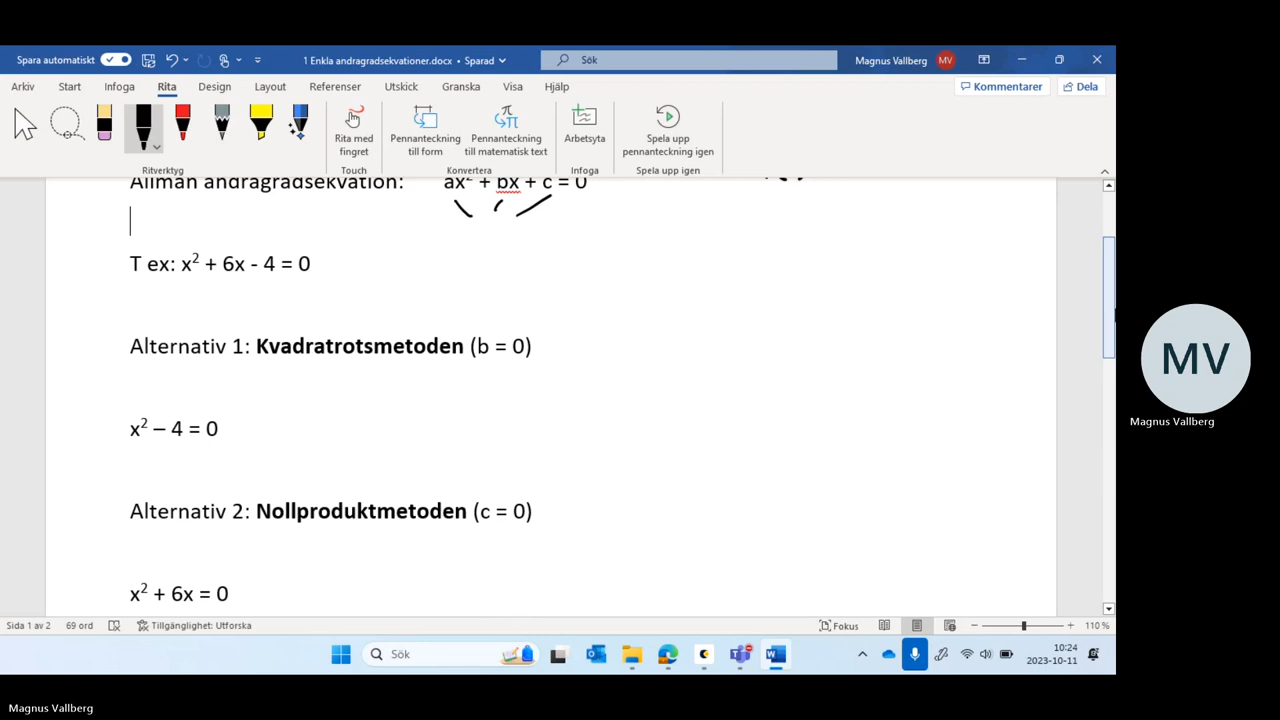 Spara automatiskt
1 Enkla andragradsekvationer.docx • Sparad
Sök
Magnus Vallberg MV
Arkiv Start Infoga Rita Design Layout Referenser Utskick Granska Visa Hjälp
Kommentarer Dela
Rita med fingret
Pennanteckning till form
Pennanteckning till matematisk text
Arbetsyta
Spela upp pennanteckning igen
Ritverktyg Touch Konvertera Infoga Spela upp igen
Allmän andragradsekvation: ax² + bx + c = 0
T ex: x² + 6x - 4 = 0
Alternativ 1: Kvadratrotsmetoden (b = 0)
x² – 4 = 0
Alternativ 2: Nollproduktmetoden (c = 0)
x² + 6x = 0
MV
Magnus Vallberg
Sida 1 av 2 69 ord Tillgänglighet: Utforska Fokus 110 %
Sök
10:24
2023-10-11
Magnus Vallberg